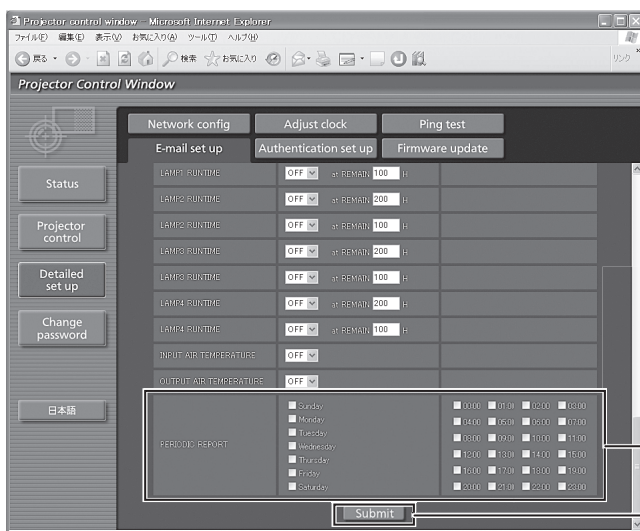 Projector control window - Microsoft Internet Explorer
ファイル(F) 編集(E) 表示(V) お気に入り(A) ツール(T) ヘルプ(H)
戻る 検索 お気に入り リンク
Projector Control Window
Network config Adjust clock Ping test
E-mail set up Authentication set up Firmware update
Status
Projector control
Detailed set up
Change password
日本語
LAMP1 RUNTIME OFF at REMAIN 100 H
LAMP2 RUNTIME OFF at REMAIN 200 H
LAMP2 RUNTIME OFF at REMAIN 100 H
LAMP3 RUNTIME OFF at REMAIN 200 H
LAMP3 RUNTIME OFF at REMAIN 100 H
LAMP4 RUNTIME OFF at REMAIN 200 H
LAMP4 RUNTIME OFF at REMAIN 100 H
INPUT AIR TEMPERATURE OFF
OUTPUT AIR TEMPERATURE OFF
PERIODIC REPORT
Sunday
Monday
Tuesday
Wednesday
Thursday
Friday
Saturday
00:00 01:00 02:00 03:00
04:00 05:00 06:00 07:00
08:00 09:00 10:00 11:00
12:00 13:00 14:00 15:00
16:00 17:00 18:00 19:00
20:00 21:00 22:00 23:00
Submit